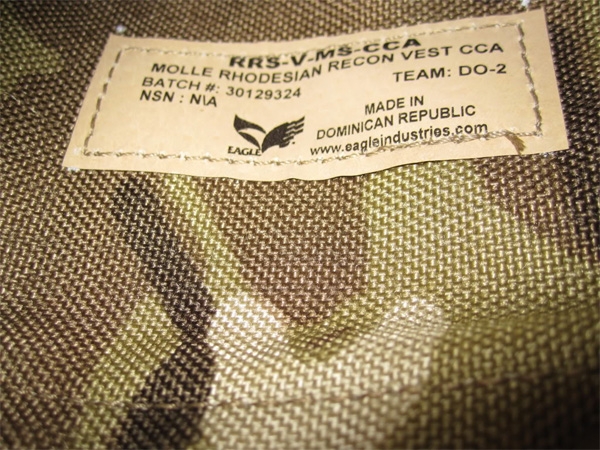 RRS-V-MS-CCA
MOLLE RHODESIAN RECON VEST CCA
BATCH #: 30129324
TEAM: DO-2
NSN : N\A
MADE IN
DOMINICAN REPUBLIC
EAGLE
www.eagleindustries.com